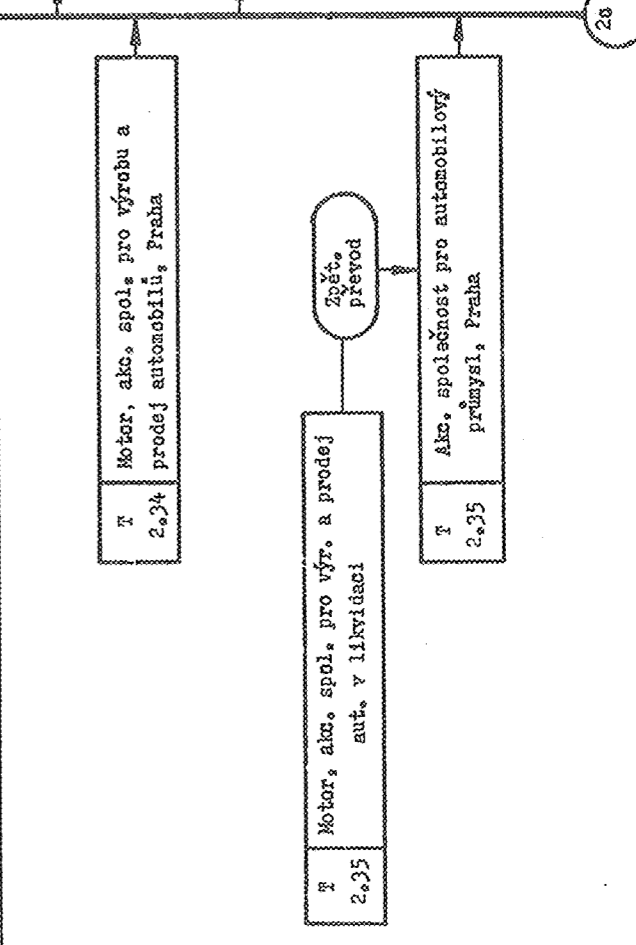 T
2.34
Motor, akc. spol. pro výrobu a
prodej automobilů, Praha
T
2.35
Motor, akc. spol. pro výr. a prodej
aut. v likvidaci
Zpět.
převod
T
2.35
Akc. společnost pro automobilový
průmysl, Praha
2a